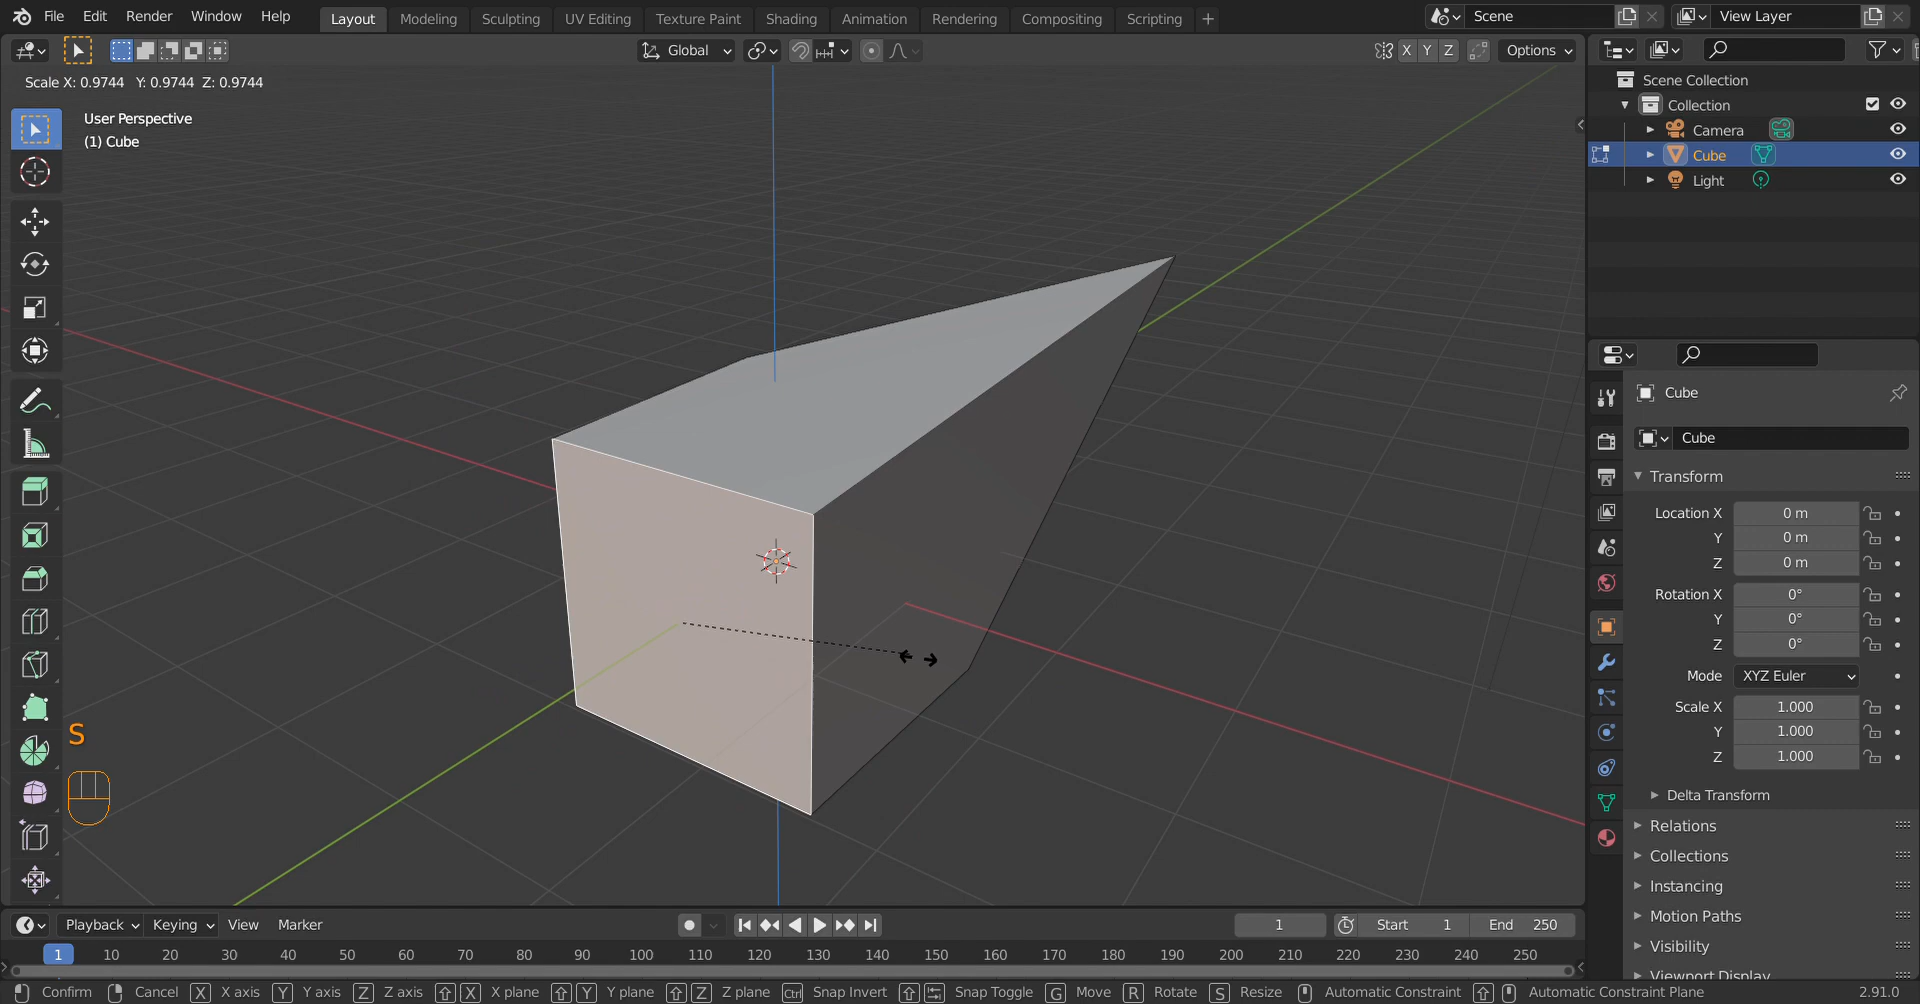 File Edit Render Window Help Layout Modeling Sculpting UV Editing Texture Paint Shading Animation Rendering Compositing Scripting + Scene View Layer
Global X Y Z Options
Scale X: 0.9744 Y: 0.9744 Z: 0.9744
User Perspective
(1) Cube
S
Scene Collection
Collection
Camera
Cube
Light
Cube
Cube
Transform
Location X 0 m
Y 0 m
Z 0 m
Rotation X 0°
Y 0°
Z 0°
Mode XYZ Euler
Scale X 1.000
Y 1.000
Z 1.000
Delta Transform
Relations
Collections
Instancing
Motion Paths
Visibility
Viewport Display
Playback Keying View Marker 1 Start 1 End 250
1 10 20 30 40 50 60 70 80 90 100 110 120 130 140 150 160 170 180 190 200 210 220 230 240 250
Confirm Cancel X X axis Y Y axis Z Z axis X X plane Y Y plane Z Z plane Ctrl Snap Invert Snap Toggle G Move R Rotate S Resize Automatic Constraint Automatic Constraint Plane 2.91.0